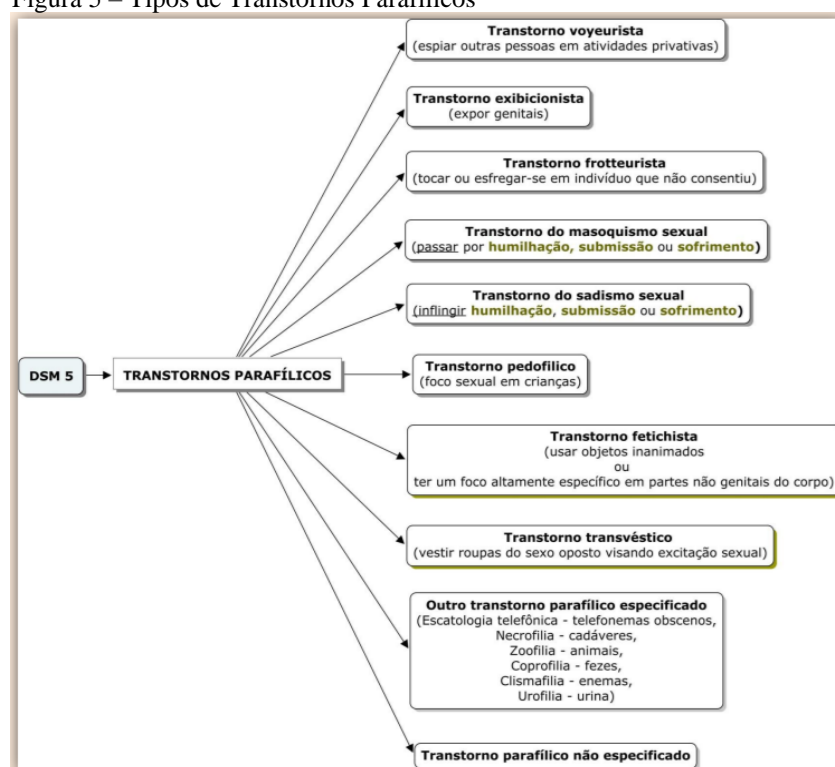 Figura 5 – Tipos de Transtornos Parafílicos
Transtorno voyeurista
(espiar outras pessoas em atividades privativas)
Transtorno exibicionista
(expor genitais)
Transtorno frotteurista
(tocar ou esfregar-se em indivíduo que não consentiu)
Transtorno do masoquismo sexual
(passar por humilhação, submissão ou sofrimento)
Transtorno do sadismo sexual
(inflingir humilhação, submissão ou sofrimento)
DSM 5
TRANSTORNOS PARAFÍLICOS
Transtorno pedofilico
(foco sexual em crianças)
Transtorno fetichista
(usar objetos inanimados
ou
ter um foco altamente específico em partes não genitais do corpo)
Transtorno transvéstico
(vestir roupas do sexo oposto visando excitação sexual)
Outro transtorno parafílico especificado
(Escatologia telefônica - telefonemas obscenos,
Necrofilia - cadáveres,
Zoofilia - animais,
Coprofilia - fezes,
Clismafilia - enemas,
Urofilia - urina)
Transtorno parafílico não especificado